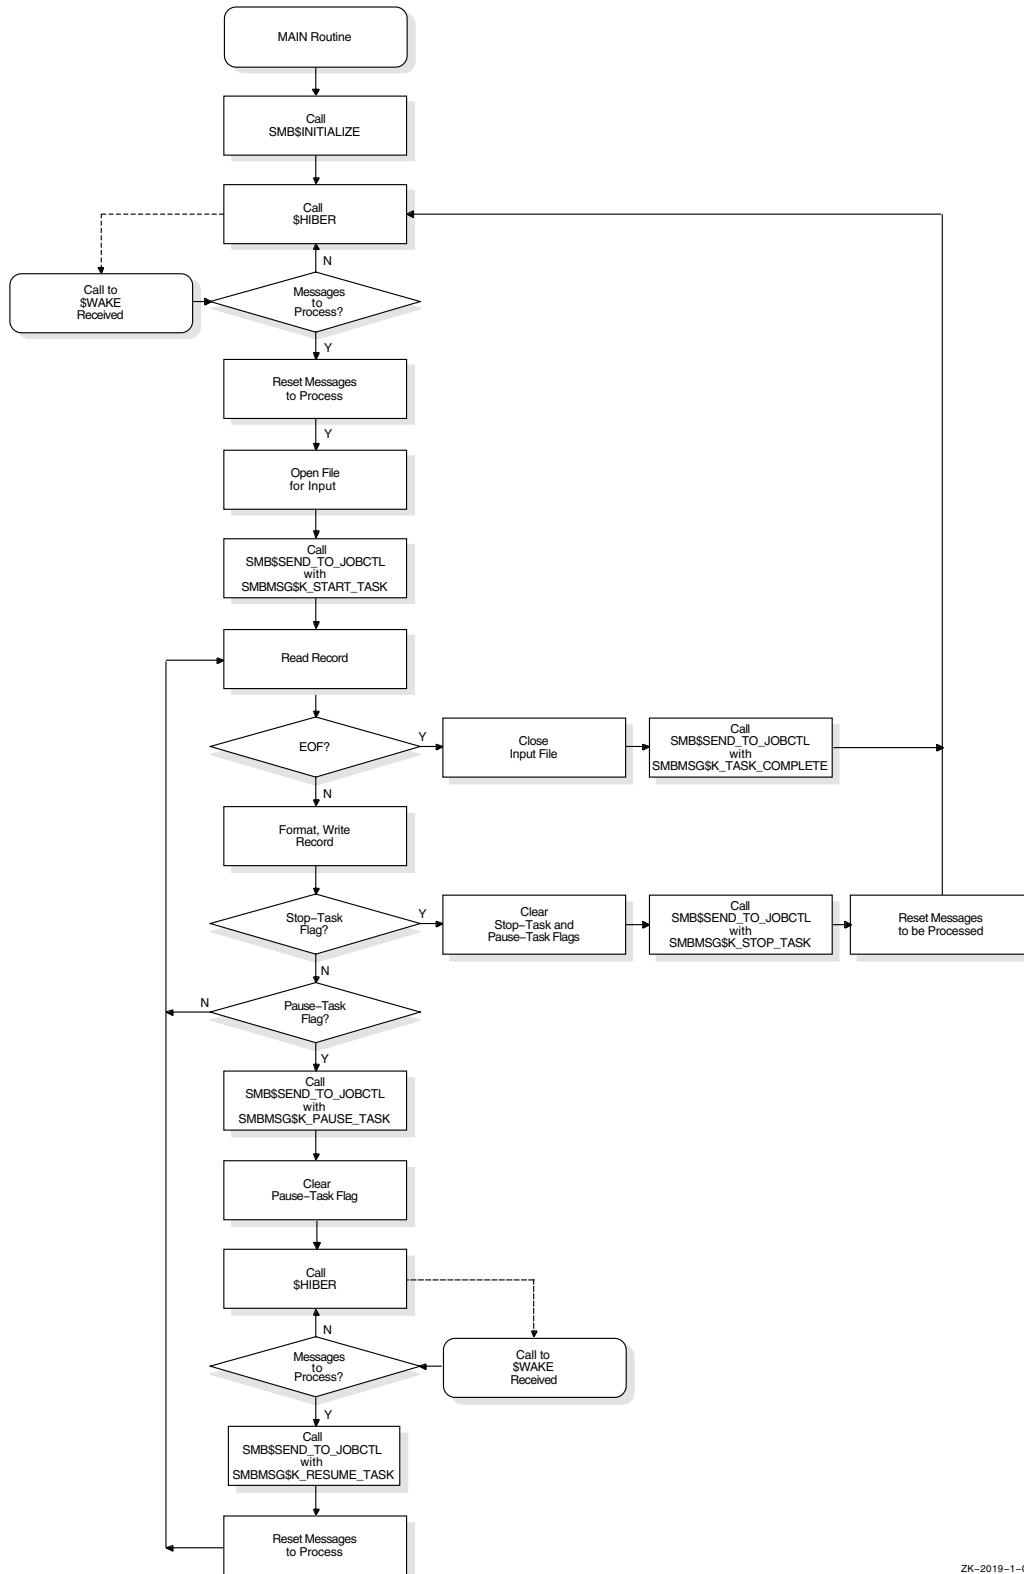 MAIN Routine
Call
SMB$INITIALIZE
Call
$HIBER
N
Call to
$WAKE
Received
Messages
to
Process?
Y
Reset Messages
to Process
Y
Open File
for Input
Call
SMB$SEND_TO_JOBCTL
with
SMBMSG$K_START_TASK
Read Record
EOF?
Y
Close
Input File
Call
SMB$SEND_TO_JOBCTL
with
SMBMSG$K_TASK_COMPLETE
N
Format, Write
Record
Stop–Task
Flag?
Y
Clear
Stop–Task and
Pause–Task Flags
Call
SMB$SEND_TO_JOBCTL
with
SMBMSG$K_STOP_TASK
Reset Messages
to be Processed
N
Pause–Task
Flag?
N
Y
Call
SMB$SEND_TO_JOBCTL
with
SMBMSG$K_PAUSE_TASK
Clear
Pause–Task Flag
Call
$HIBER
N
Messages
to
Process?
Call to
$WAKE
Received
Y
Call
SMB$SEND_TO_JOBCTL
with
SMBMSG$K_RESUME_TASK
Reset Messages
to Process